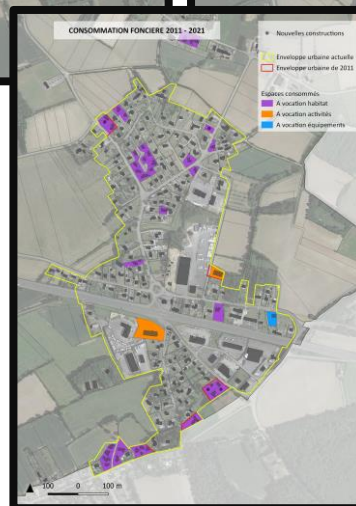 CONSOMMATION FONCIERE 2011 - 2021
Nouvelles constructions
Enveloppe urbaine actuelle
Enveloppe urbaine de 2011
Espaces consommés
A vocation habitat
A vocation activités
A vocation équipements
100 0 100 m